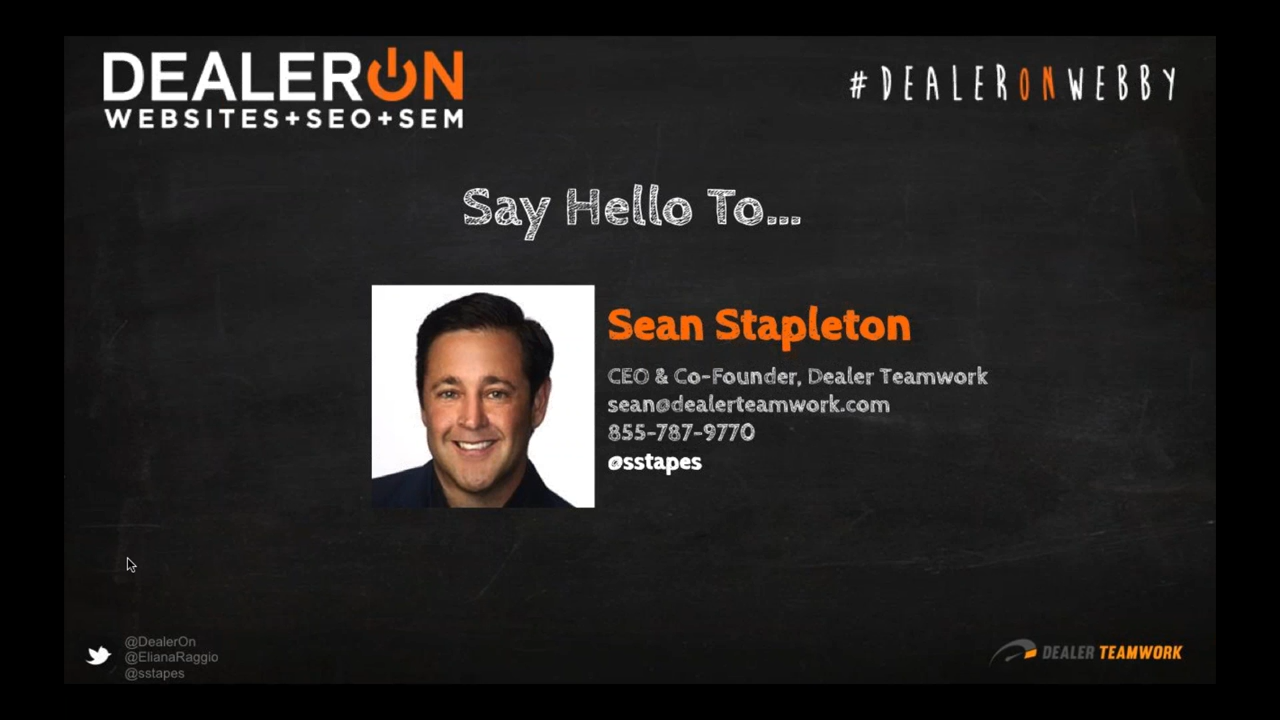 DEALERON
WEBSITES+SEO+SEM
#DEALERONWEBBY
Say Hello To...
Sean Stapleton
CEO & Co-Founder, Dealer Teamwork
sean@dealerteamwork.com
855-787-9770
@sstapes
@DealerOn
@ElianaRaggio
@sstapes
DEALER TEAMWORK